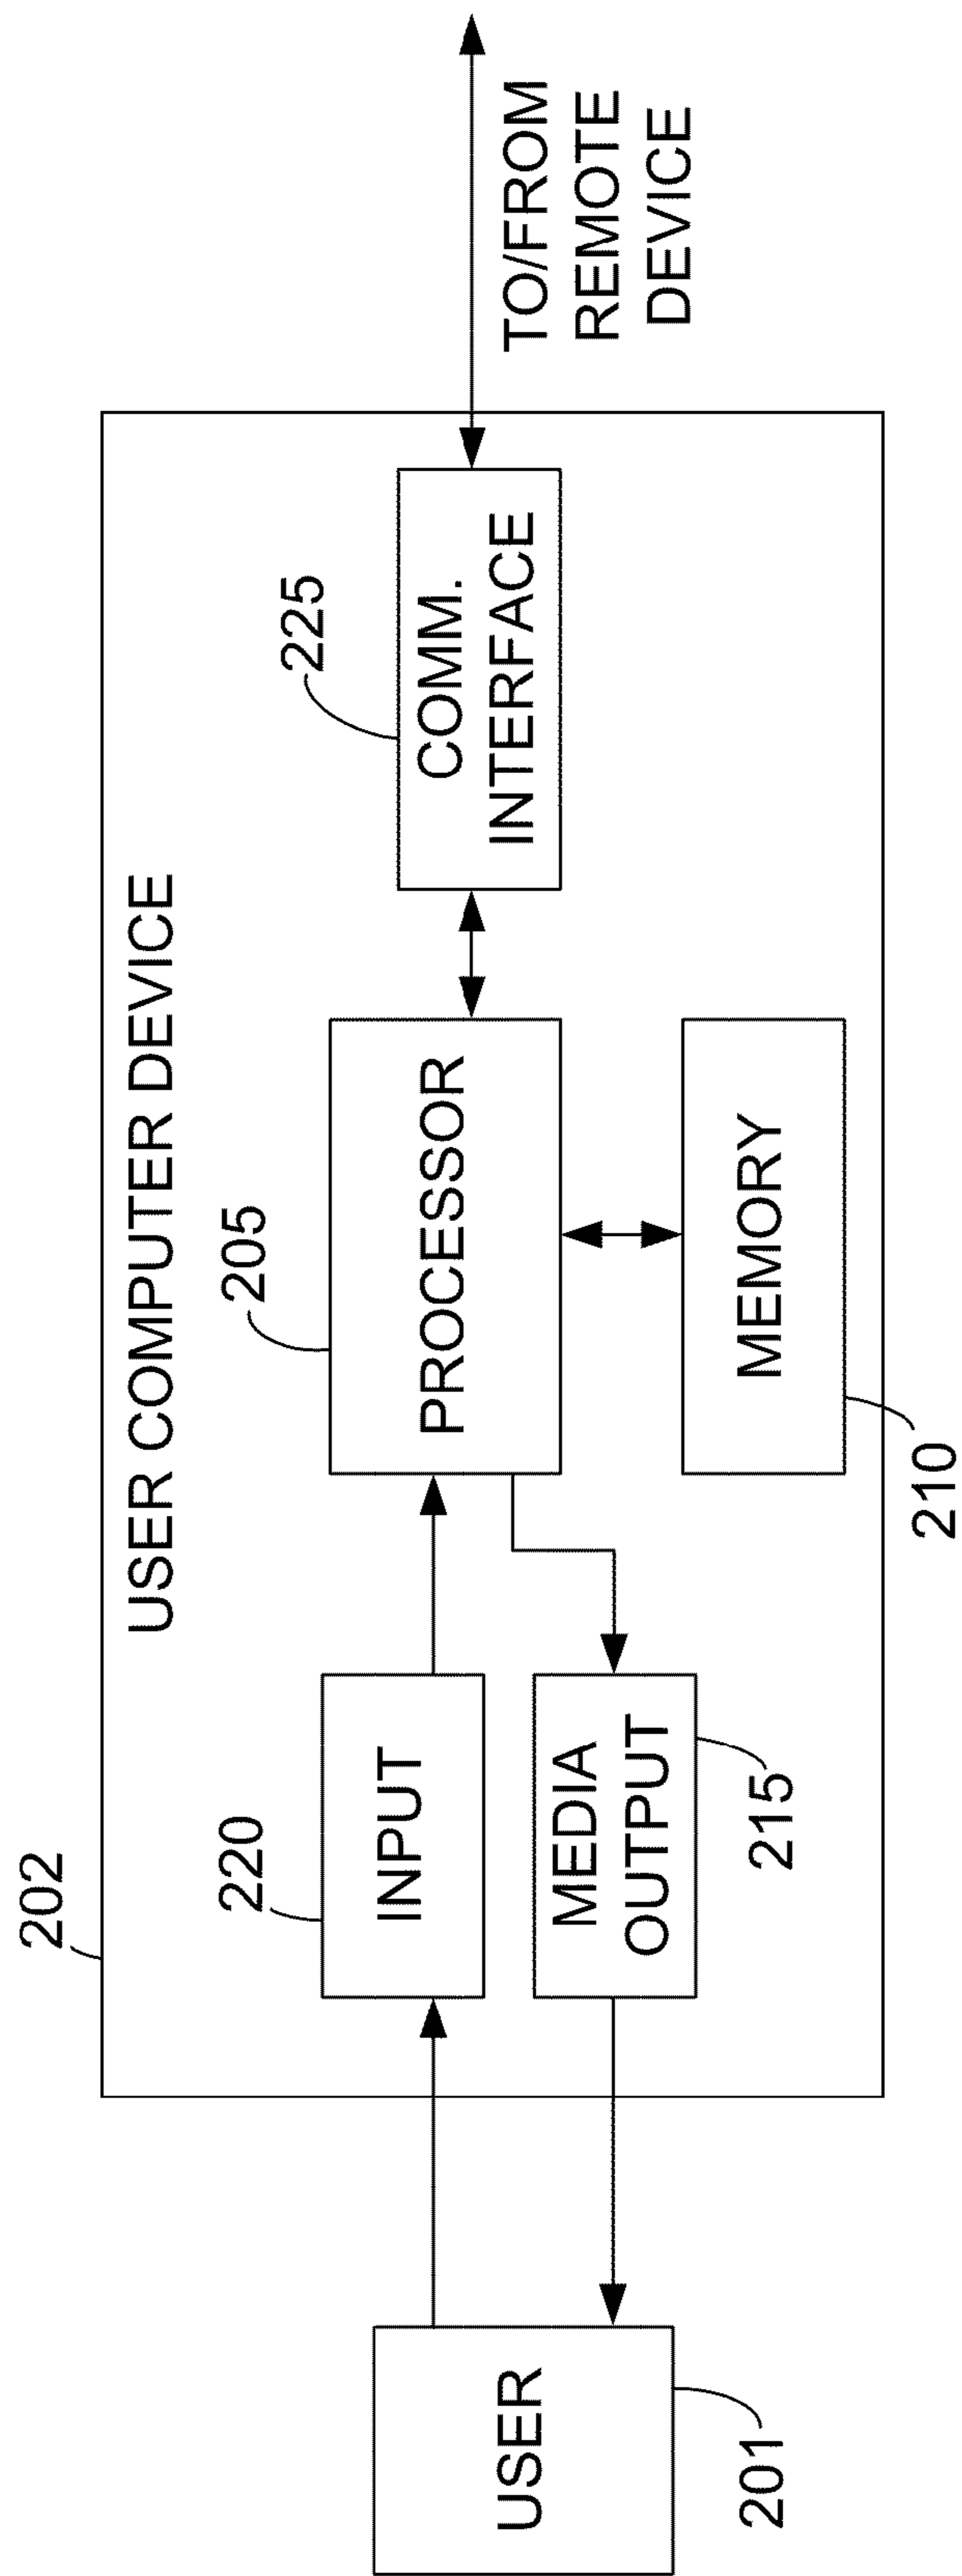 USER COMPUTER DEVICE
202
220
INPUT
205
PROCESSOR
225
COMM.
INTERFACE
TO/FROM
REMOTE
DEVICE
USER
201
MEDIA
OUTPUT
215
MEMORY
210